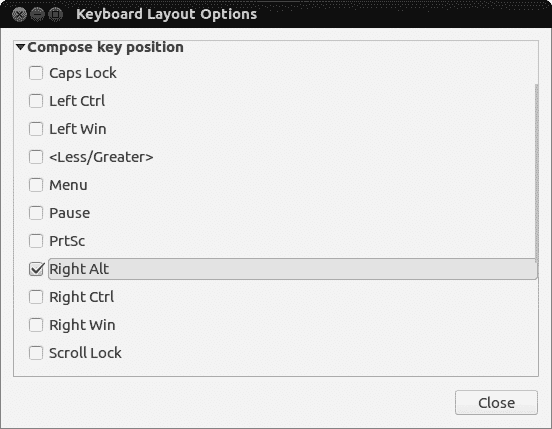 Keyboard Layout Options
Compose key position
Caps Lock
Left Ctrl
Left Win
<Less/Greater>
Menu
Pause
PrtSc
Right Alt
Right Ctrl
Right Win
Scroll Lock
Close